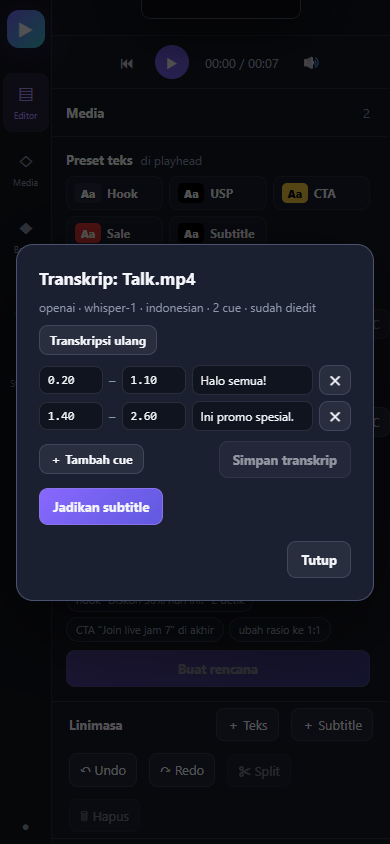 00:00 / 00:07
Editor
Media 2
Media
Preset teks di playhead
Aa Hook
Aa USP
Aa CTA
Aa Sale
Aa Subtitle
Transkrip: Talk.mp4
openai · whisper-1 · indonesian · 2 cue · sudah diedit
Transkripsi ulang
0.20 – 1.10 Halo semua!
1.40 – 2.60 Ini promo spesial.
+ Tambah cue
Simpan transkrip
Jadikan subtitle
Tutup
CTA "Join live jam 7" di akhir
ubah rasio ke 1:1
Buat rencana
Linimasa
+ Teks
+ Subtitle
Undo
Redo
Split
Hapus